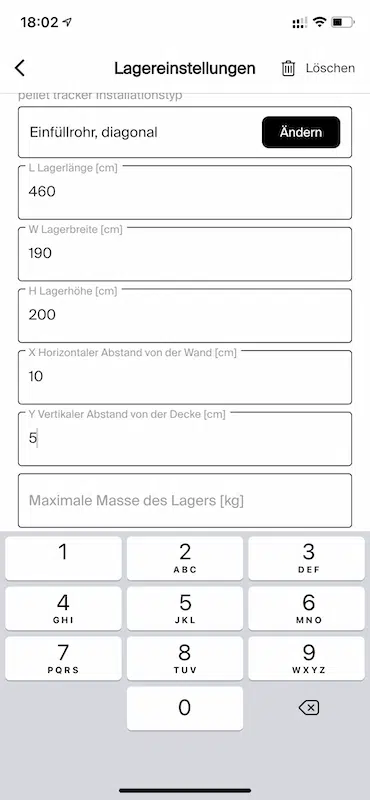 18:02
Lagereinstellungen
Löschen
pellet tracker Installationstyp
Einfüllrohr, diagonal
Ändern
L Lagerlänge [cm]
460
W Lagerbreite [cm]
190
H Lagerhöhe [cm]
200
X Horizontaler Abstand von der Wand [cm]
10
Y Vertikaler Abstand von der Decke [cm]
5
Maximale Masse des Lagers [kg]
1 2 3
ABC DEF
4 5 6
GHI JKL MNO
7 8 9
PQRS TUV WXYZ
0